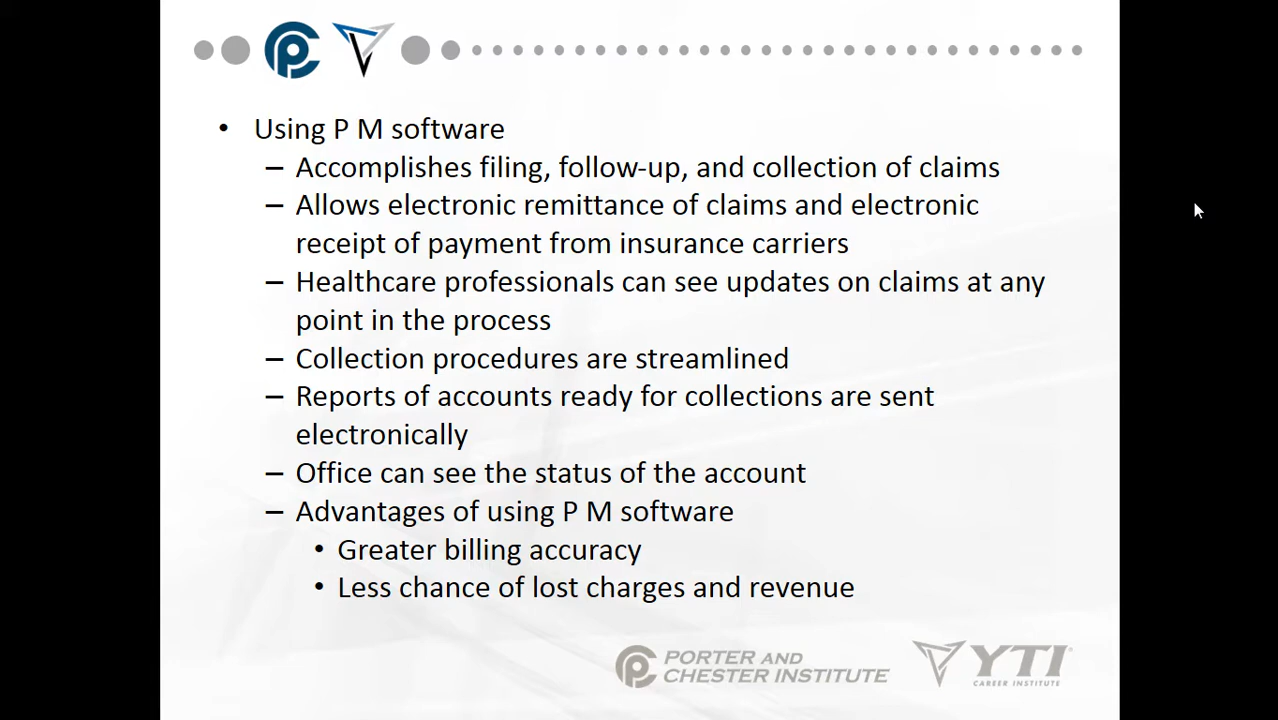 • Using P M software
– Accomplishes filing, follow-up, and collection of claims
– Allows electronic remittance of claims and electronic
receipt of payment from insurance carriers
– Healthcare professionals can see updates on claims at any
point in the process
– Collection procedures are streamlined
– Reports of accounts ready for collections are sent
electronically
– Office can see the status of the account
– Advantages of using P M software
• Greater billing accuracy
• Less chance of lost charges and revenue
PORTER AND
CHESTER INSTITUTE
YTI®
CAREER INSTITUTE